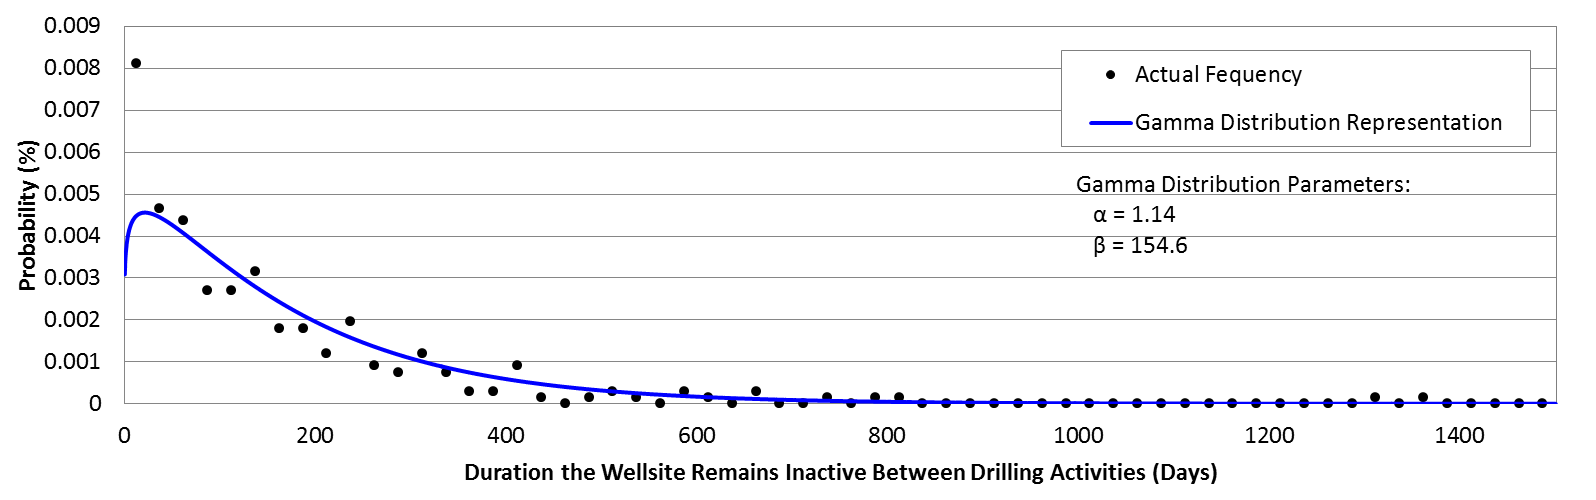 0.009
0.008
0.007
0.006
0.005
0.004
0.003
0.002
0.001
0
Probability (%)
Actual Fequency
Gamma Distribution Representation
Gamma Distribution Parameters:
α = 1.14
β = 154.6
0 200 400 600 800 1000 1200 1400
Duration the Wellsite Remains Inactive Between Drilling Activities (Days)